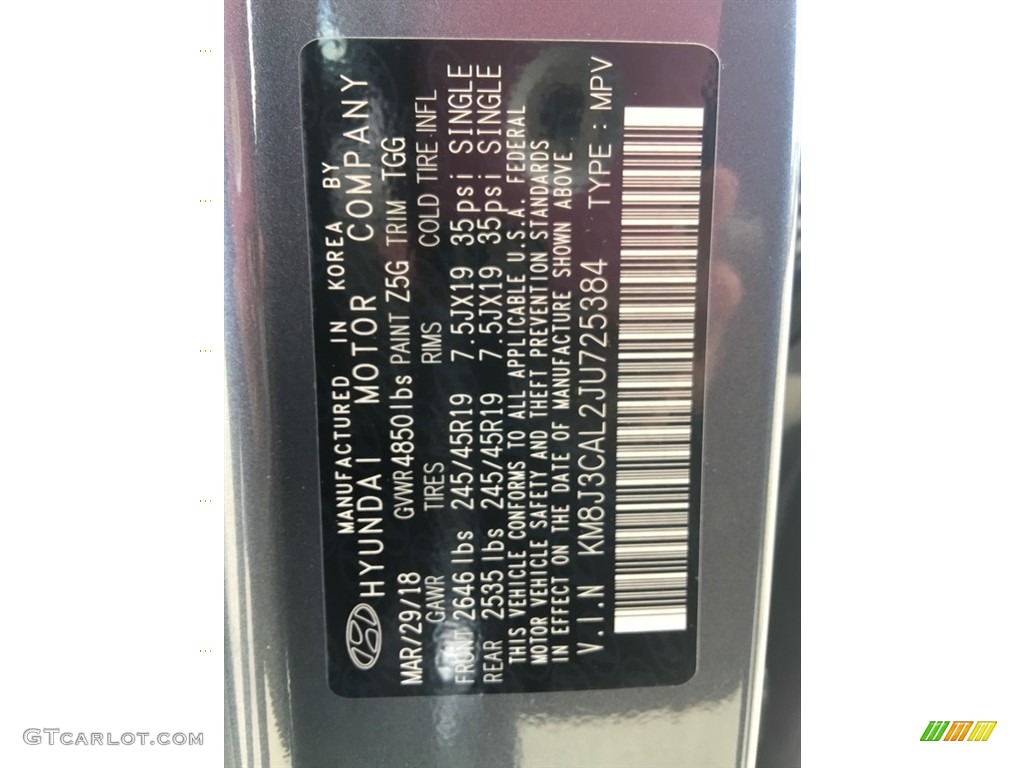 MANUFACTURED IN KOREA BY
HYUNDAI MOTOR COMPANY
MAR/29/18 GVWR 4850lbs PAINT Z5G TRIM TGG
GAWR TIRES RIMS COLD TIRE INFL
FRONT 2646 lbs 245/45R19 7.5JX19 35psi SINGLE
REAR 2535 lbs 245/45R19 7.5JX19 35psi SINGLE
THIS VEHICLE CONFORMS TO ALL APPLICABLE U.S.A. FEDERAL
MOTOR VEHICLE SAFETY AND THEFT PREVENTION STANDARDS
IN EFFECT ON THE DATE OF MANUFACTURE SHOWN ABOVE
V.I.N KM8J3CAL2JU725384 TYPE : MPV
GTCARLOT.COM